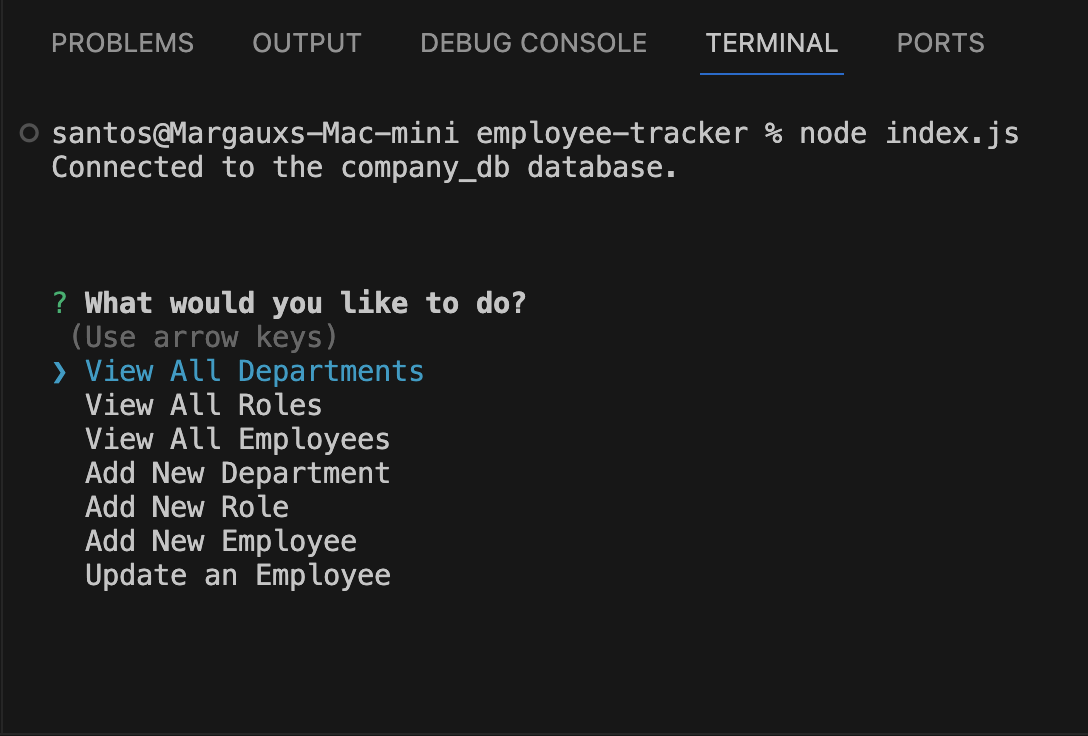 PROBLEMS OUTPUT DEBUG CONSOLE TERMINAL PORTS
santos@Margauxs-Mac-mini employee-tracker % node index.js
Connected to the company_db database.
? What would you like to do?
(Use arrow keys)
❯ View All Departments
View All Roles
View All Employees
Add New Department
Add New Role
Add New Employee
Update an Employee